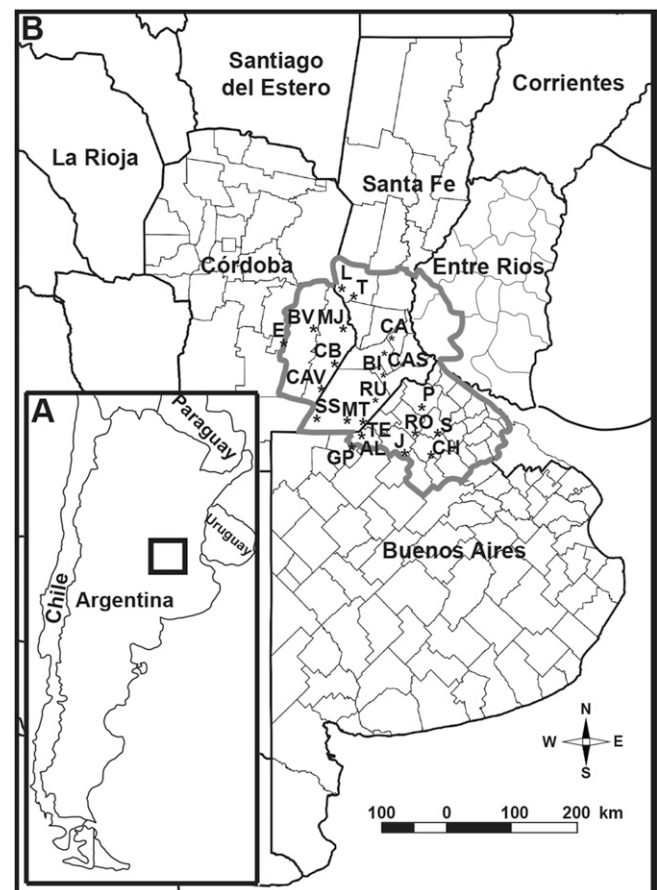 B
Santiago
del Estero
Corrientes
La Rioja
Santa Fe
Córdoba
Entre Rios
L
*T
*
BV MJ
* *
E
*
CA
*
CB
*
*
BI CAS
*
CAV
*
RU
*
P
*
SS MT
* * *
RO S
* *
TE
*
J
*
CH
*
GP * AL
Buenos Aires
A
Paraguay
Uruguay
Chile
Argentina
N
W E
S
100 0 100 200 km